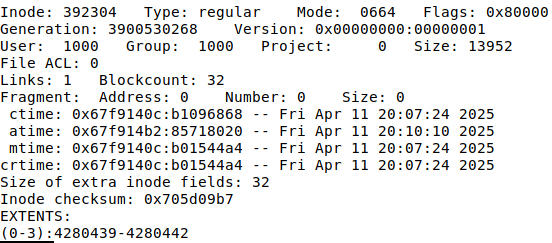 Inode: 392304   Type: regular    Mode:  0664   Flags: 0x80000
Generation: 3900530268    Version: 0x00000000:00000001
User:  1000   Group:  1000   Project:     0   Size: 13952
File ACL: 0
Links: 1   Blockcount: 32
Fragment:  Address: 0    Number: 0    Size: 0
 ctime: 0x67f9140c:b1096868 -- Fri Apr 11 20:07:24 2025
 atime: 0x67f914b2:85718020 -- Fri Apr 11 20:10:10 2025
 mtime: 0x67f9140c:b01544a4 -- Fri Apr 11 20:07:24 2025
crtime: 0x67f9140c:b01544a4 -- Fri Apr 11 20:07:24 2025
Size of extra inode fields: 32
Inode checksum: 0x705d09b7
EXTENTS:
(0-3):4280439-4280442